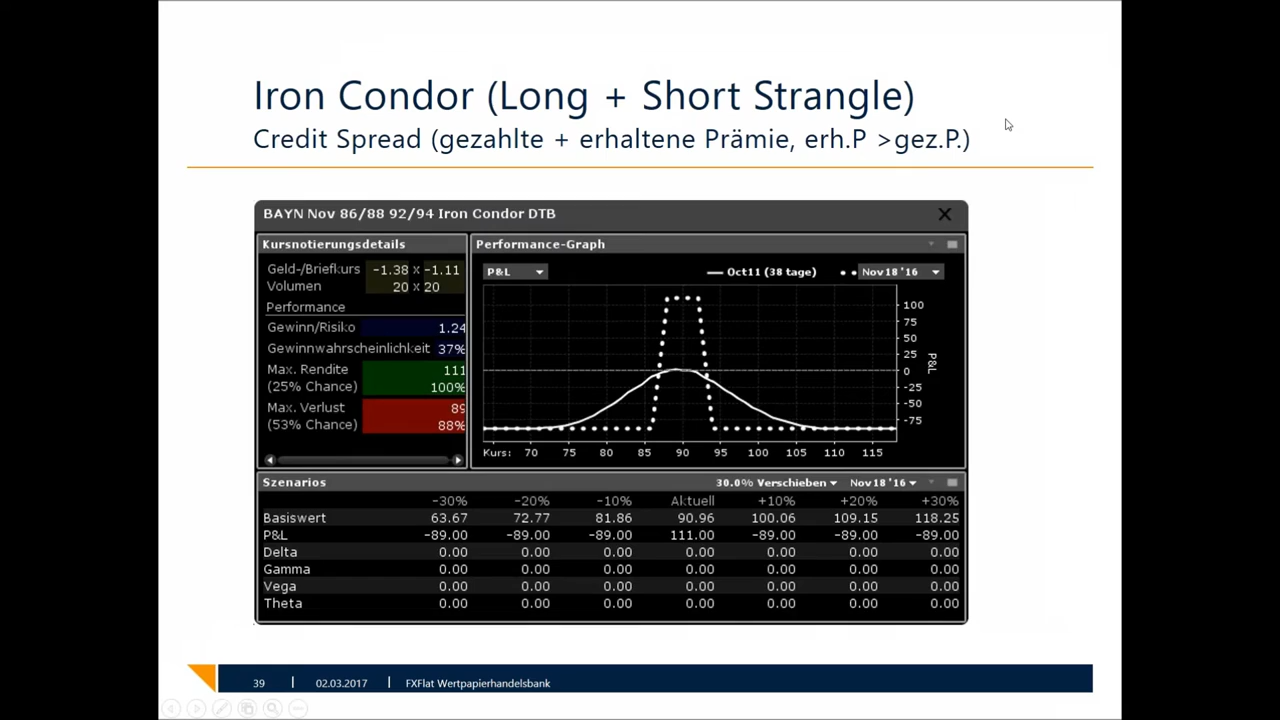 Iron Condor (Long + Short Strangle)
Credit Spread (gezahlte + erhaltene Prämie, erh.P >gez.P.)
BAYN Nov 86/88 92/94 Iron Condor DTB
Kursnotierungsdetails
Geld-/Briefkurs -1.38 x -1.11
Volumen 20 x 20
Performance
Gewinn/Risiko 1.24
Gewinnwahrscheinlichkeit 37%
Max. Rendite 111
(25% Chance) 100%
Max. Verlust 89
(53% Chance) 88%
Performance-Graph
P&L Oct11 (38 tage) Nov18 '16
100
75
50
25
0
-25
-50
-75
P&L
Kurs: 70 75 80 85 90 95 100 105 110 115
Szenarios 30.0% Verschieben Nov18 '16
-30% -20% -10% Aktuell +10% +20% +30%
Basiswert 63.67 72.77 81.86 90.96 100.06 109.15 118.25
P&L -89.00 -89.00 -89.00 111.00 -89.00 -89.00 -89.00
Delta 0.00 0.00 0.00 0.00 0.00 0.00 0.00
Gamma 0.00 0.00 0.00 0.00 0.00 0.00 0.00
Vega 0.00 0.00 0.00 0.00 0.00 0.00 0.00
Theta 0.00 0.00 0.00 0.00 0.00 0.00 0.00
39 | 02.03.2017 | FXFlat Wertpapierhandelsbank